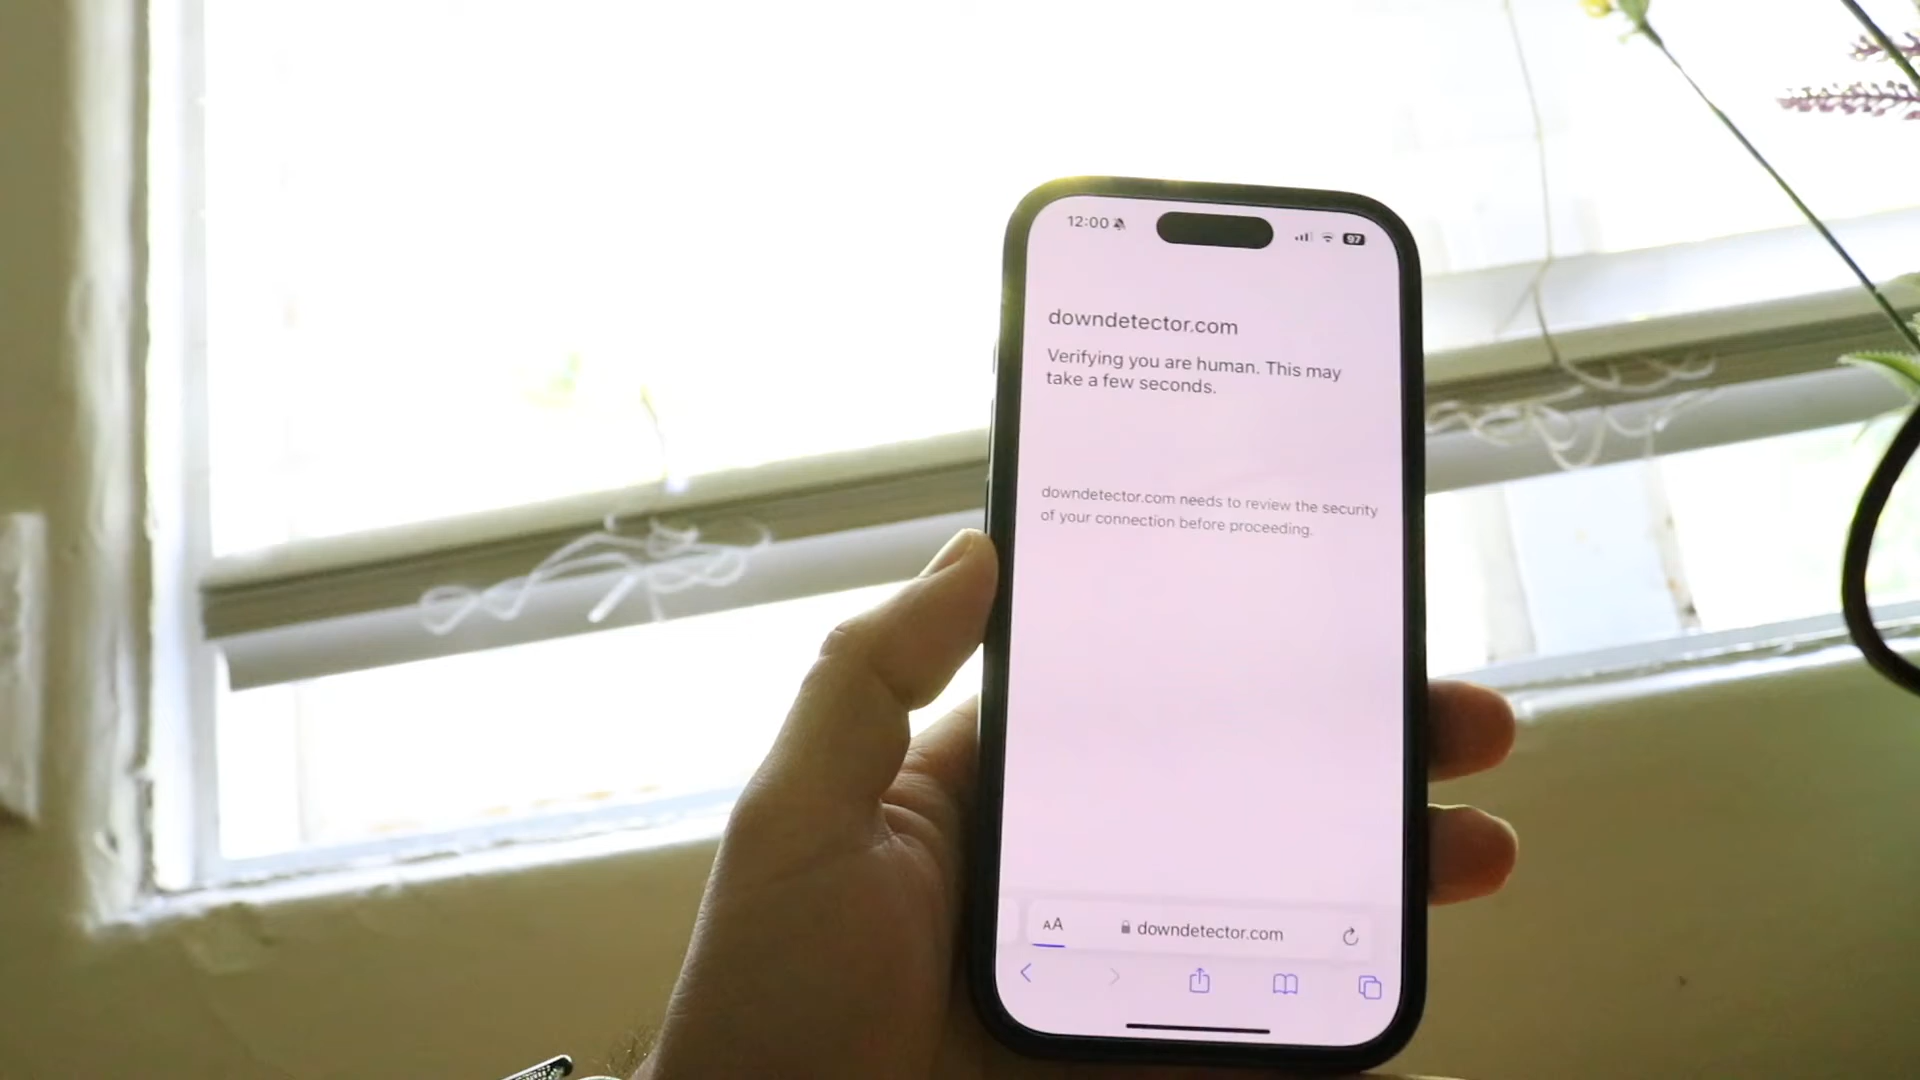 12:00
97
downdetector.com
Verifying you are human. This may
take a few seconds.
downdetector.com needs to review the security
of your connection before proceeding.
AA
downdetector.com